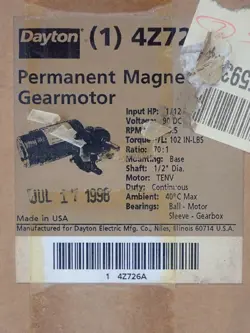 Dayton (1) 4Z726
Permanent Magne
Gearmotor
Input HP: 1/12
Voltage: 90 DC
RPM
Torque F/L: 102 IN-LBS
Ratio: 70:1
Mounting: Base
Shaft: 1/2" Dia.
Motor: TENV
Duty: Continuous
Ambient: 40°C Max
Bearings: Ball - Motor
Sleeve - Gearbox
JUL 17 1996
Made in USA
Manufactured for Dayton Electric Mfg. Co., Niles, Illinois 60714 U.S.A.
1 4Z726A